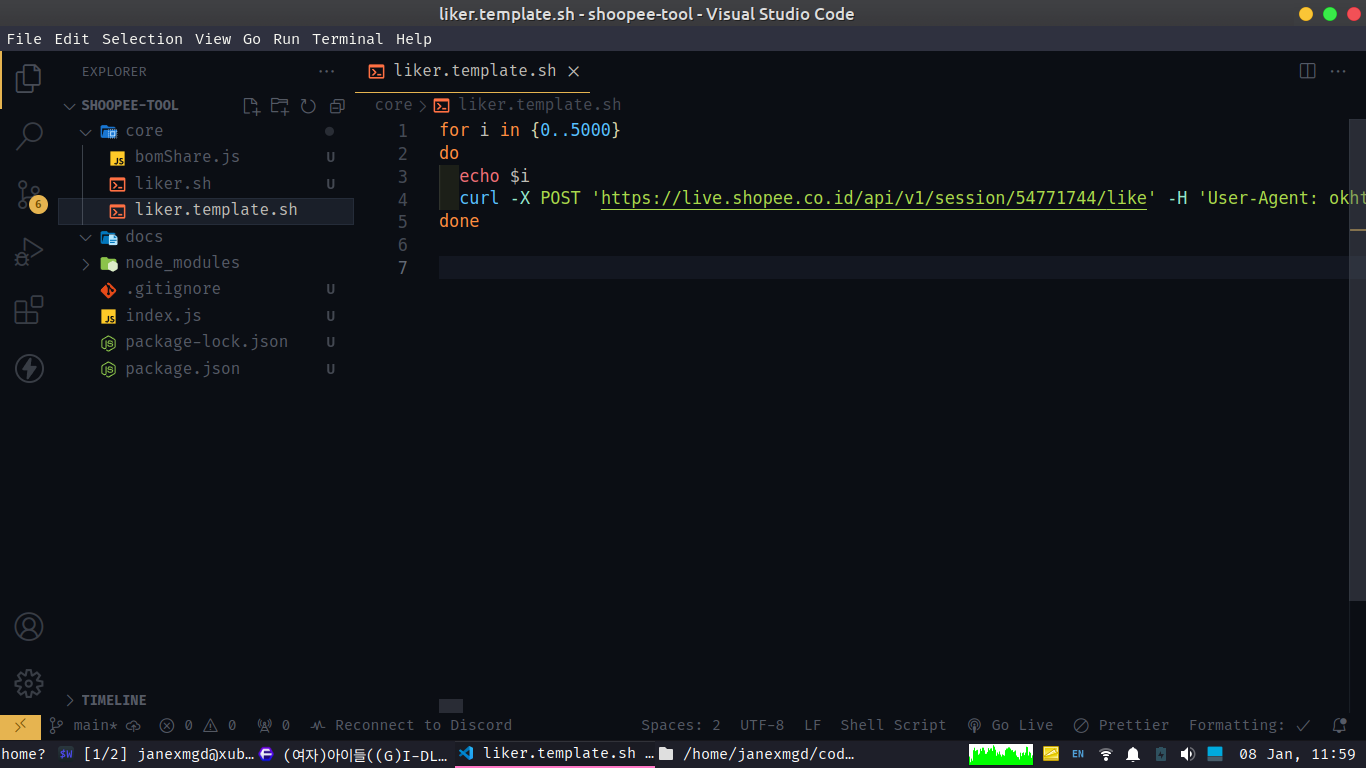 liker.template.sh - shoopee-tool - Visual Studio Code
File Edit Selection View Go Run Terminal Help
EXPLORER
liker.template.sh
SHOOPEE-TOOL
core > liker.template.sh
core
bomShare.js U
liker.sh U
liker.template.sh
docs
node_modules
.gitignore U
index.js U
package-lock.json U
package.json U
6
1 for i in {0..5000}
2 do
3 echo $i
4 curl -X POST 'https://live.shopee.co.id/api/v1/session/54771744/like' -H 'User-Agent: okht
5 done
6
7
TIMELINE
main* 0 0 0 Reconnect to Discord Spaces: 2 UTF-8 LF Shell Script Go Live Prettier Formatting: ✓
home? $W [1/2] janexmgd@xub... (여자)아이들((G)I-DL... liker.template.sh ... /home/janexmgd/cod... EN 08 Jan, 11:59